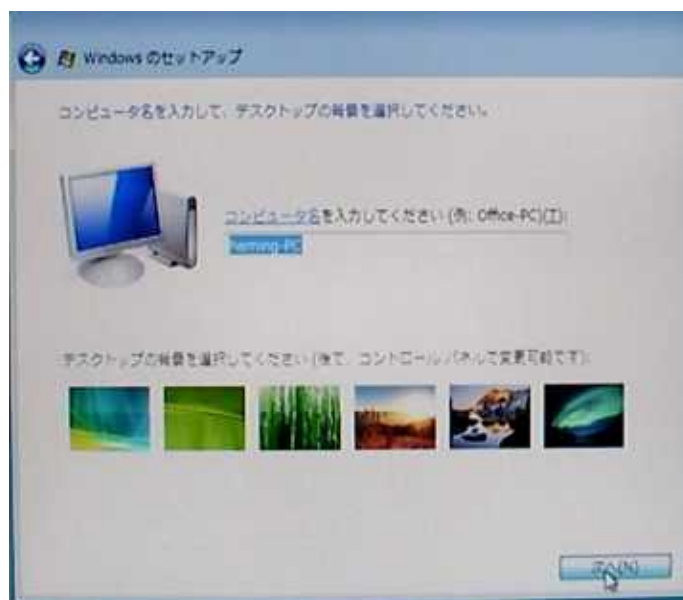 Windows のセットアップ
コンピュータ名を入力して、デスクトップの背景を選択してください。
コンピュータ名を入力してください (例: Office-PC)(T):
heming-PC
デスクトップの背景を選択してください (後で、コントロール パネルで変更可能です):
次へ(N)